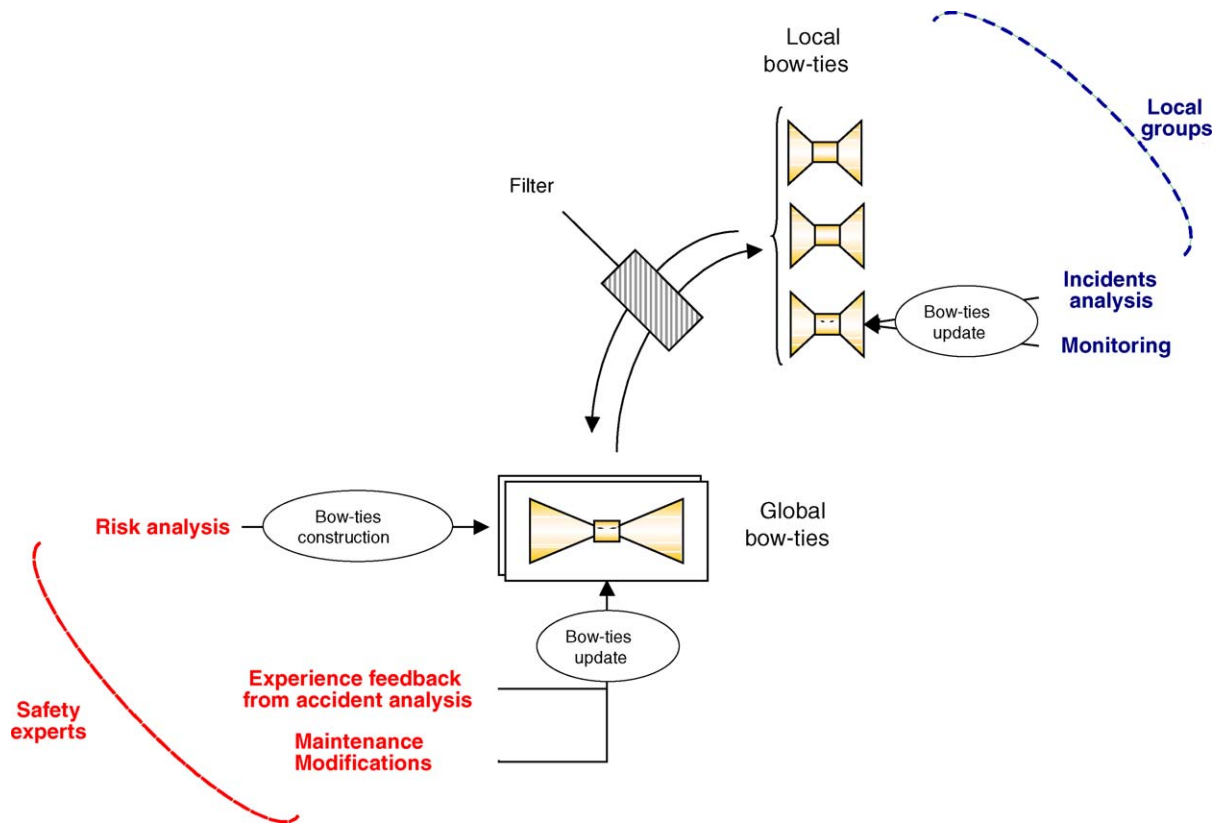 Local
bow-ties
Local
groups
Filter
Incidents
analysis
Bow-ties
update
Monitoring
Risk analysis
Bow-ties
construction
Global
bow-ties
Bow-ties
update
Experience feedback
from accident analysis
Safety
experts
Maintenance
Modifications